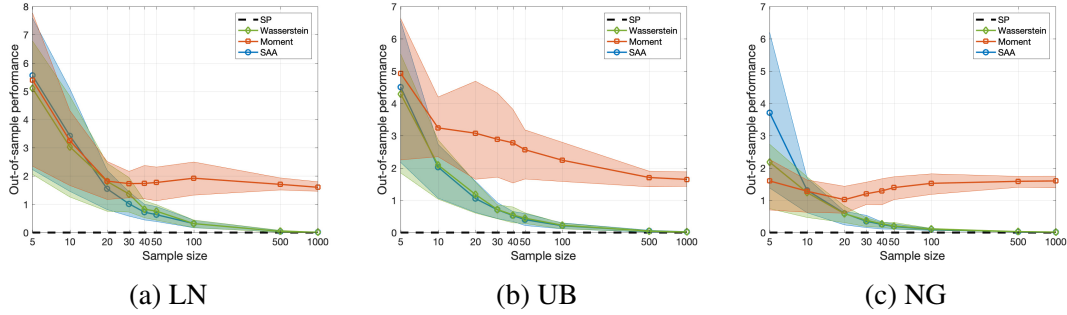 SP
Wasserstein
Moment
SAA
Out-of-sample performance
8
7
6
5
4
3
2
1
0
5 10 20 30 40 50 100 500 1000
Sample size
(a) LN
SP
Wasserstein
Moment
SAA
Out-of-sample performance
7
6
5
4
3
2
1
0
5 10 20 30 40 50 100 500 1000
Sample size
(b) UB
SP
Wasserstein
Moment
SAA
Out-of-sample performance
7
6
5
4
3
2
1
0
5 10 20 30 40 50 100 500 1000
Sample size
(c) NG